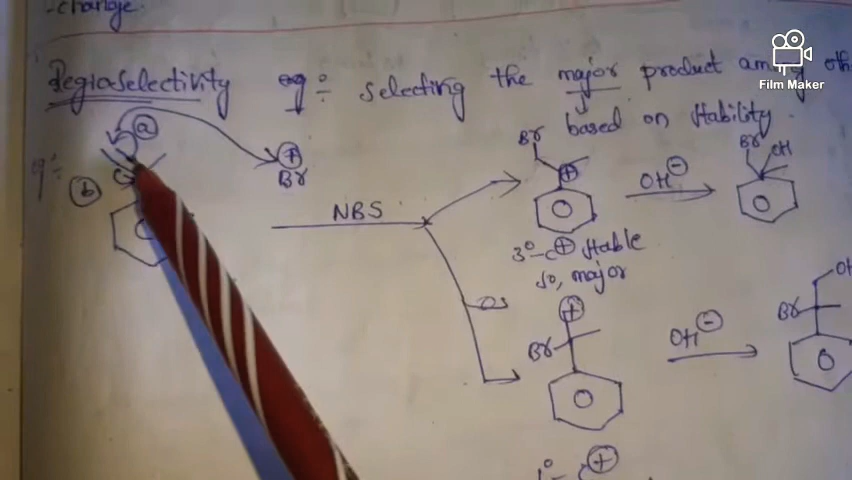 -change.
Film Maker
Regioselectivity eg:- selecting the major product among oth
based on stability.
eg:-
a
b
⊕
Br
NBS
Br
⊕
OH⊖
Br OH
3°-C⊕ stable
so, major
or
⊕
Br
OH⊖
OH
Br
1°-C⊕